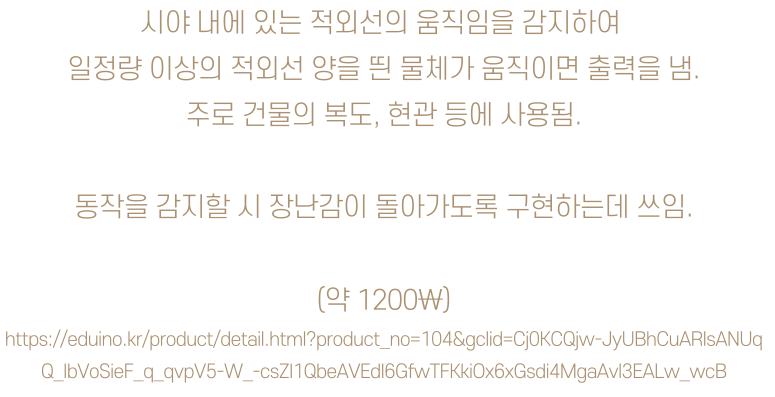 시야 내에 있는 적외선의 움직임을 감지하여
일정량 이상의 적외선 양을 띈 물체가 움직이면 출력을 냄.
주로 건물의 복도, 현관 등에 사용됨.
동작을 감지할 시 장난감이 돌아가도록 구현하는데 쓰임.
(약 1200₩)
https://eduino.kr/product/detail.html?product_no=104&gclid=Cj0KCQjw-JyUBhCuARIsANUq
Q_IbVoSieF_q_qvpV5-W_-csZI1QbeAVEdI6GfwTFKkiOx6xGsdi4MgaAvI3EALw_wcB